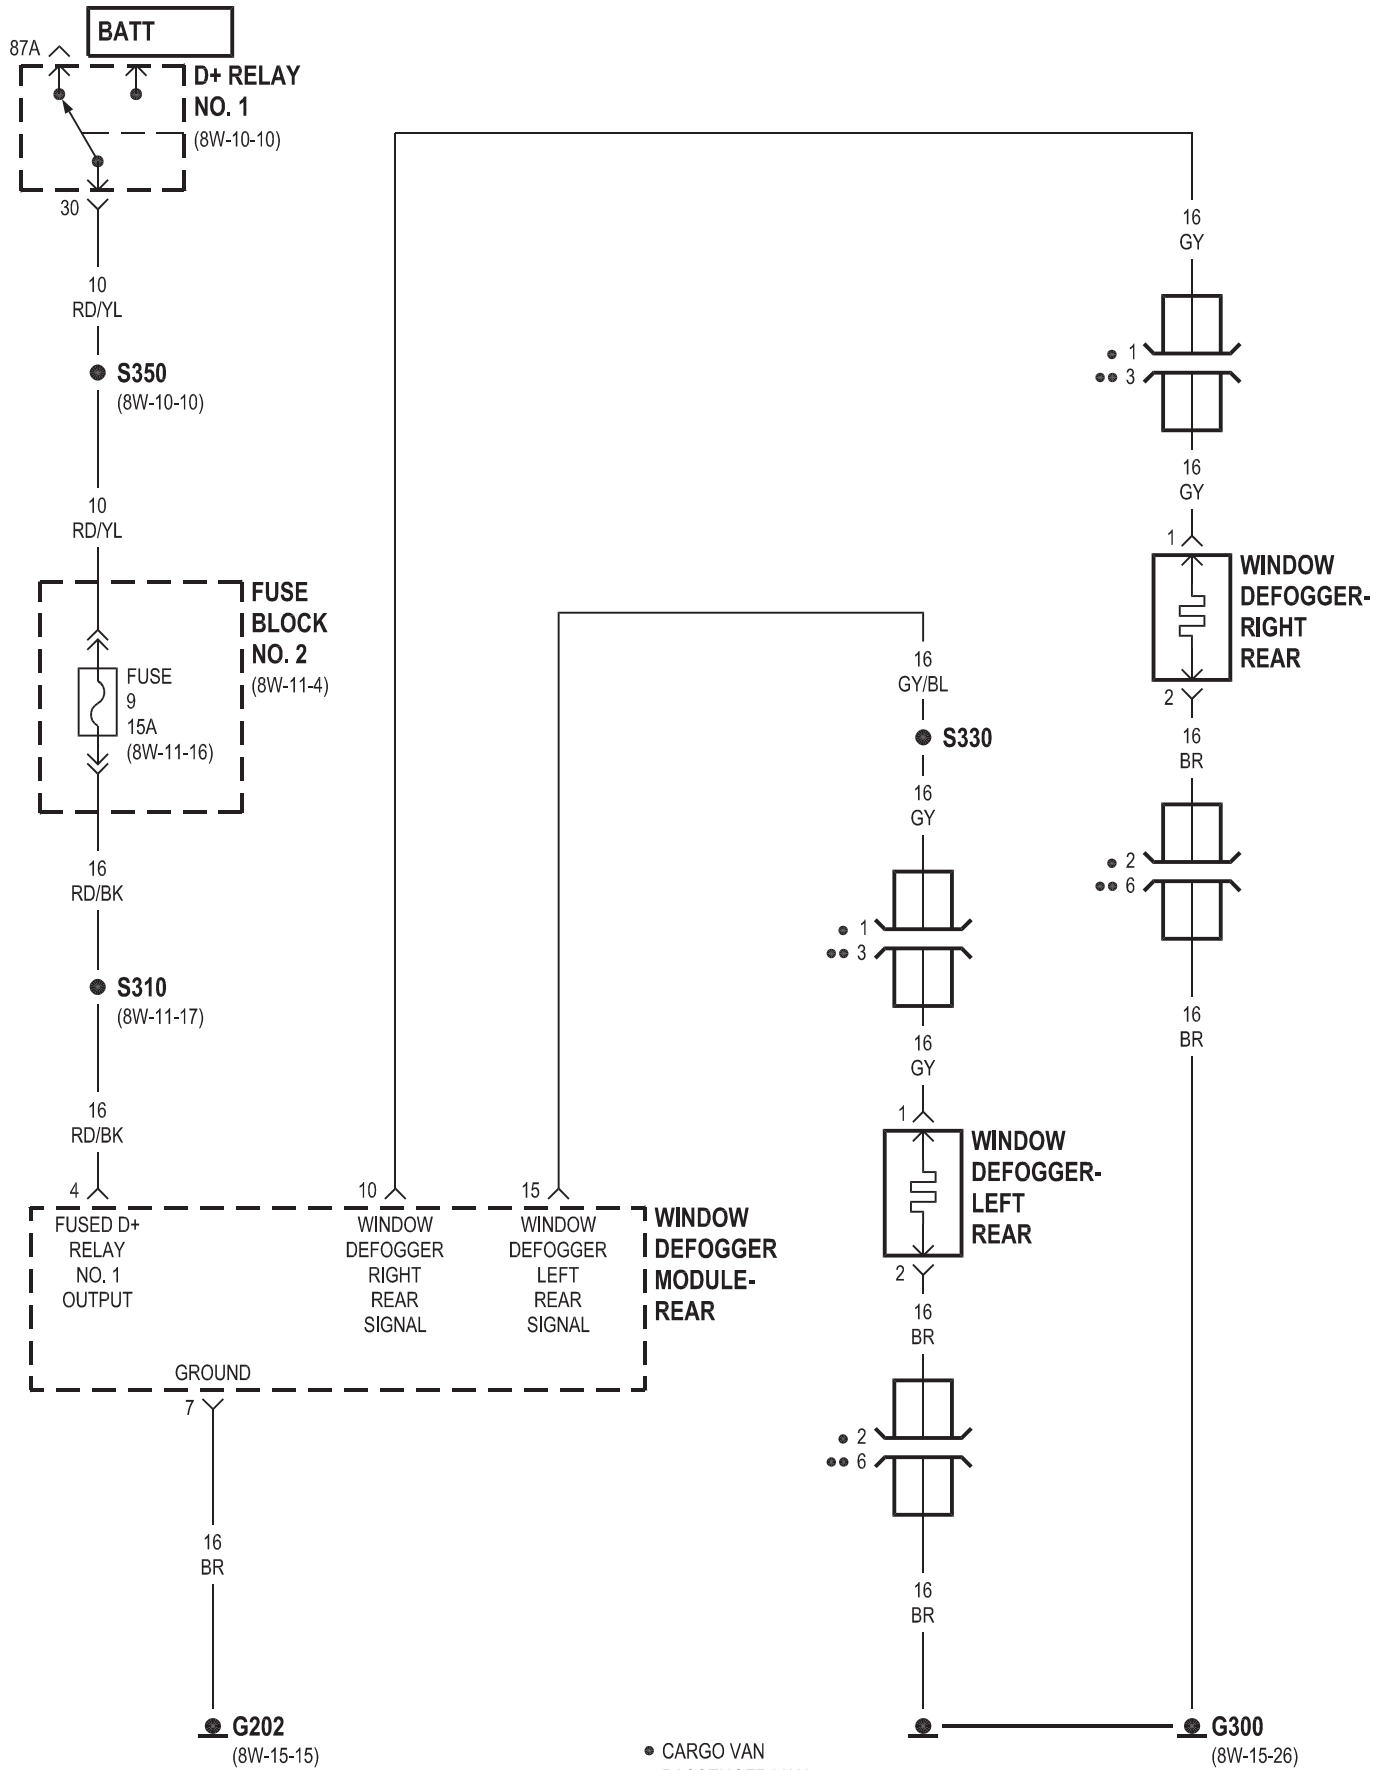 BATT
87A
D+ RELAY
NO. 1
(8W-10-10)
30
10
RD/YL
S350
(8W-10-10)
10
RD/YL
FUSE
BLOCK
NO. 2
(8W-11-4)
FUSE
9
15A
(8W-11-16)
16
RD/BK
S310
(8W-11-17)
16
RD/BK
4
10
15
FUSED D+
RELAY
NO. 1
OUTPUT
WINDOW
DEFOGGER
RIGHT
REAR
SIGNAL
WINDOW
DEFOGGER
LEFT
REAR
SIGNAL
WINDOW
DEFOGGER
MODULE-
REAR
GROUND
7
16
BR
G202
(8W-15-15)
16
GY/BL
S330
16
GY
1
3
16
GY
1
WINDOW
DEFOGGER-
LEFT
REAR
2
16
BR
2
6
16
BR
16
GY
1
3
16
GY
1
WINDOW
DEFOGGER-
RIGHT
REAR
2
16
BR
2
6
16
BR
G300
(8W-15-26)
CARGO VAN